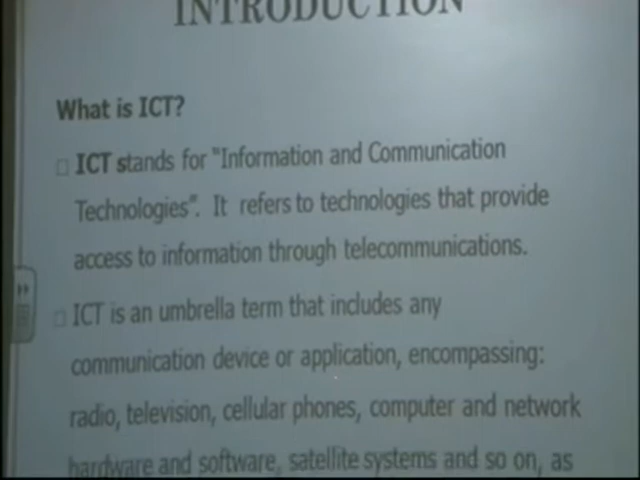 INTRODUCTION
What is ICT?
ICT stands for "Information and Communication
Technologies". It refers to technologies that provide
access to information through telecommunications.
ICT is an umbrella term that includes any
communication device or application, encompassing:
radio, television, cellular phones, computer and network
hardware and software, satellite systems and so on, as